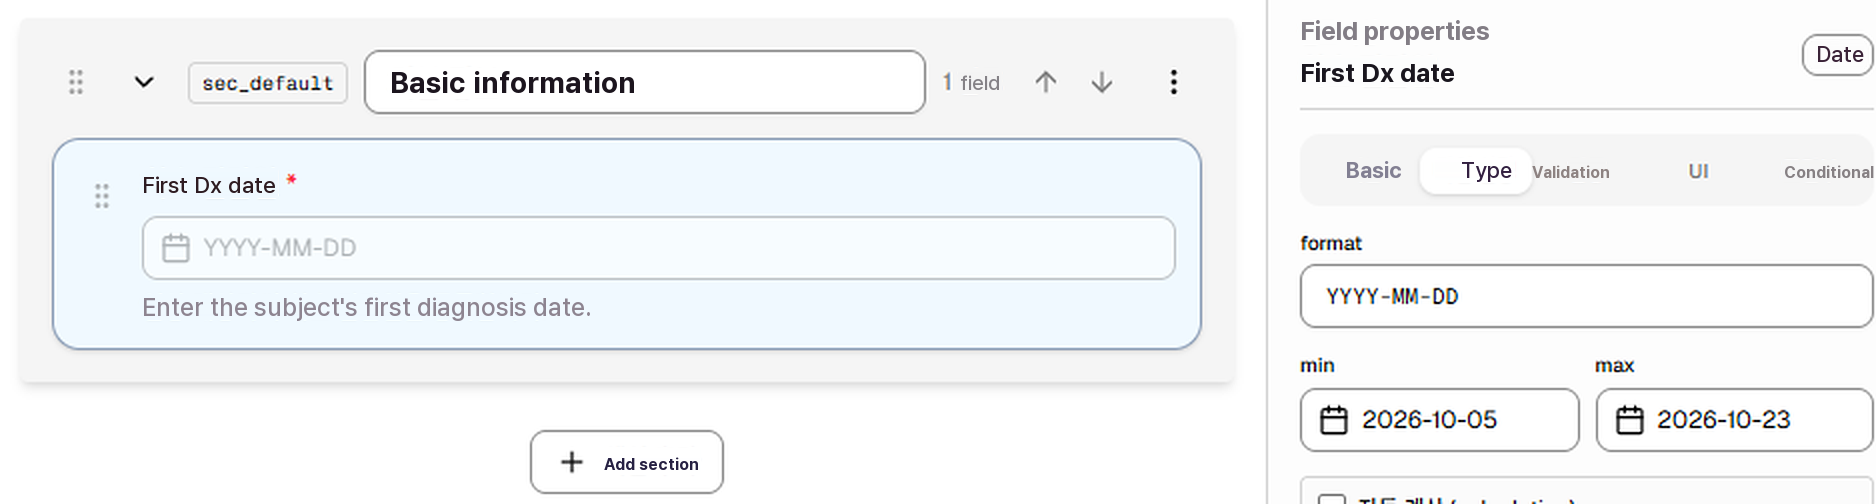 sec_default
Basic information
1 field
First Dx date *
YYYY-MM-DD
Enter the subject's first diagnosis date.
Add section
Field properties
First Dx date
Date
Basic
Type
Validation
UI
Conditional
format
YYYY-MM-DD
min
max
2026-10-05
2026-10-23